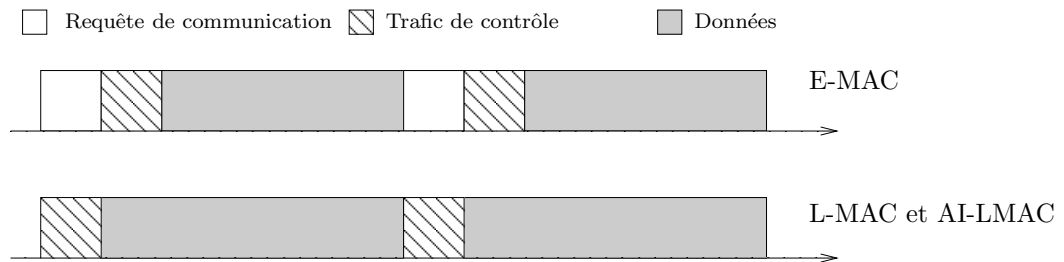 Requête de communication Trafic de contrôle Données
E-MAC
L-MAC et AI-LMAC